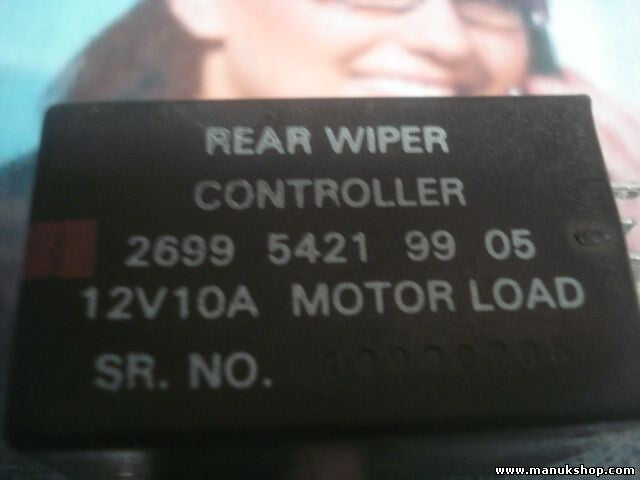 REAR WIPER
CONTROLLER
2699 5421 99 05
12V10A MOTOR LOAD
SR. NO.
www.manukshop.com